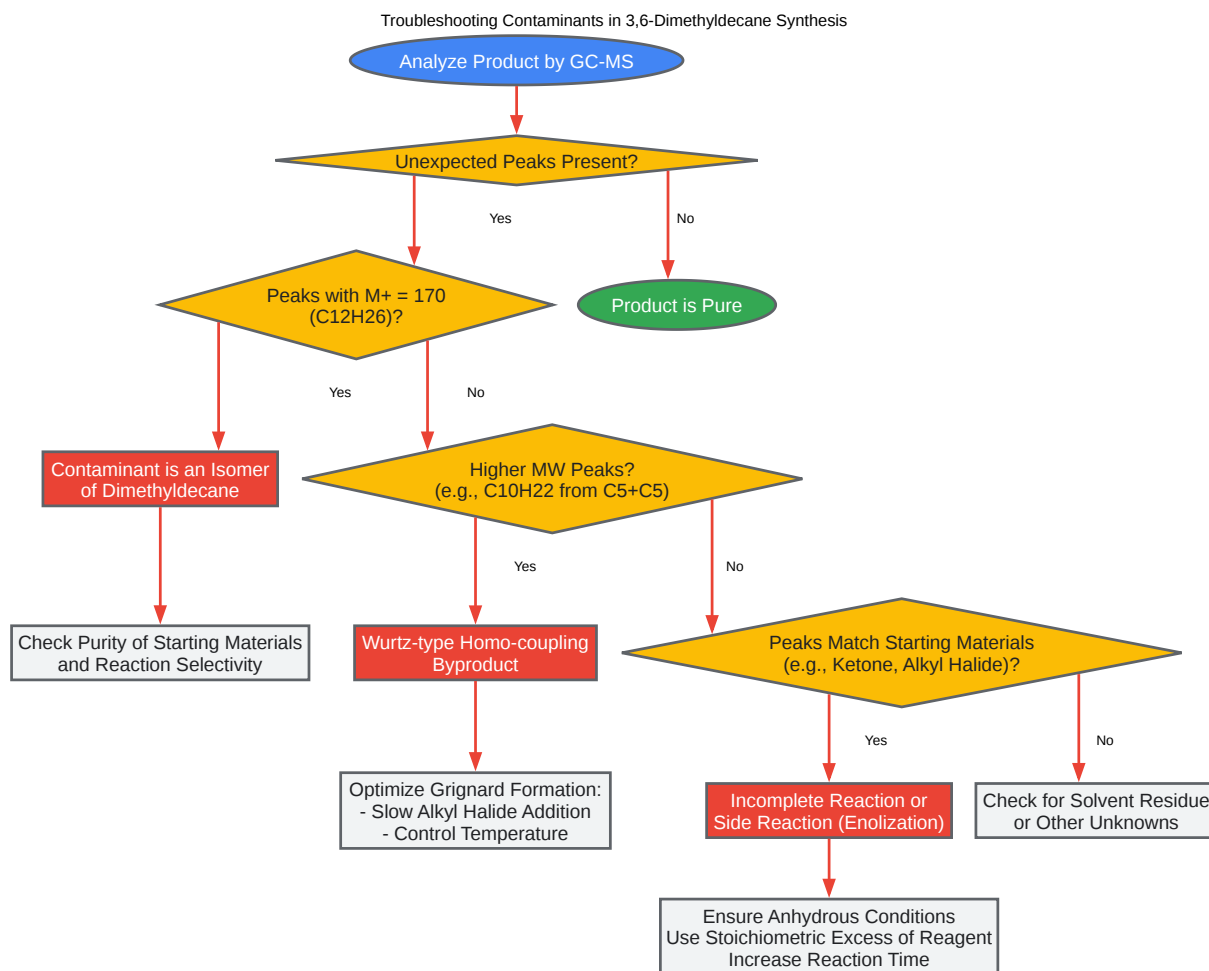 Troubleshooting Contaminants in 3,6-Dimethyldecane Synthesis
Analyze Product by GC-MS
Unexpected Peaks Present?
Yes
No
Peaks with M+ = 170
(C12H26)?
Product is Pure
Yes
No
Contaminant is an Isomer
of Dimethyldecane
Higher MW Peaks?
(e.g., C10H22 from C5+C5)
Yes
No
Check Purity of Starting Materials
and Reaction Selectivity
Wurtz-type Homo-coupling
Byproduct
Peaks Match Starting Materials
(e.g., Ketone, Alkyl Halide)?
Yes
No
Optimize Grignard Formation:
- Slow Alkyl Halide Addition
- Control Temperature
Incomplete Reaction or
Side Reaction (Enolization)
Check for Solvent Residue
or Other Unknowns
Ensure Anhydrous Conditions
Use Stoichiometric Excess of Reagent
Increase Reaction Time